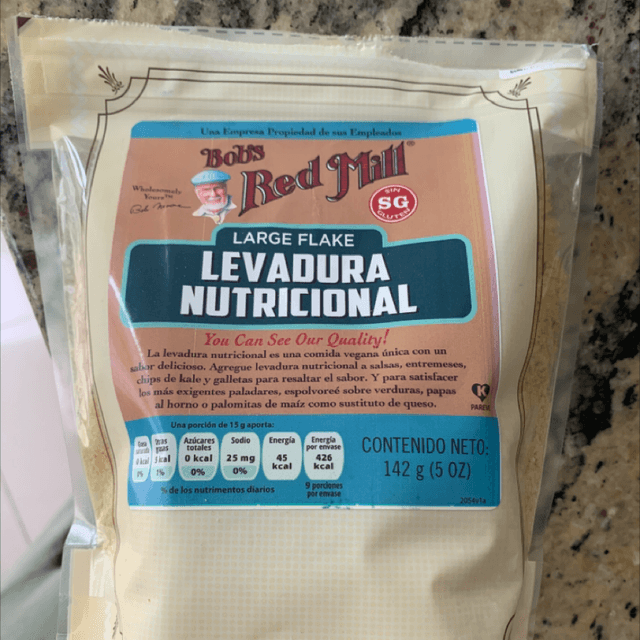 Una Empresa Propiedad de sus Empleados
Bob's
Red Mill®
Wholesomely
Yours™
Bob Moore
SIN
SG
GLUTEN
LARGE FLAKE
LEVADURA
NUTRICIONAL
You Can See Our Quality!
La levadura nutricional es una comida vegana única con un
sabor delicioso. Agregue levadura nutricional a salsas, entremeses,
chips de kale y galletas para resaltar el sabor. Y para satisfacer
los más exigentes paladares, espolvoreé sobre verduras, papas
al horno o palomitas de maíz como sustituto de queso.
K
PAREVE
Una porción de 15 g aporta:
Azúcares
totales
0 kcal
0%
Sodio
25 mg
0%
Energía
45
kcal
Energía
por envase
426
kcal
% de los nutrimentos diarios
9 porciones
por envase
CONTENIDO NETO:
142 g (5 OZ)